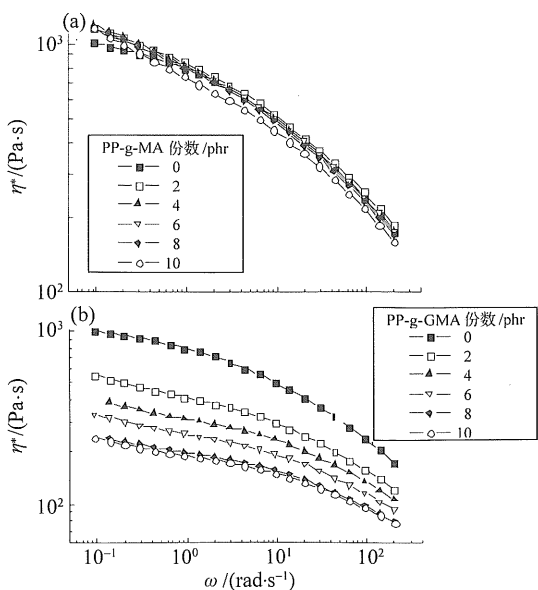 (a)
10³
η*/(Pa·s)
PP-g-MA 份数/phr
0
2
4
6
8
10
10²
(b)
10³
η*/(Pa·s)
PP-g-GMA 份数/phr
0
2
4
6
8
10
10²
10⁻¹ 10⁰ 10¹ 10²
ω/(rad·s⁻¹)